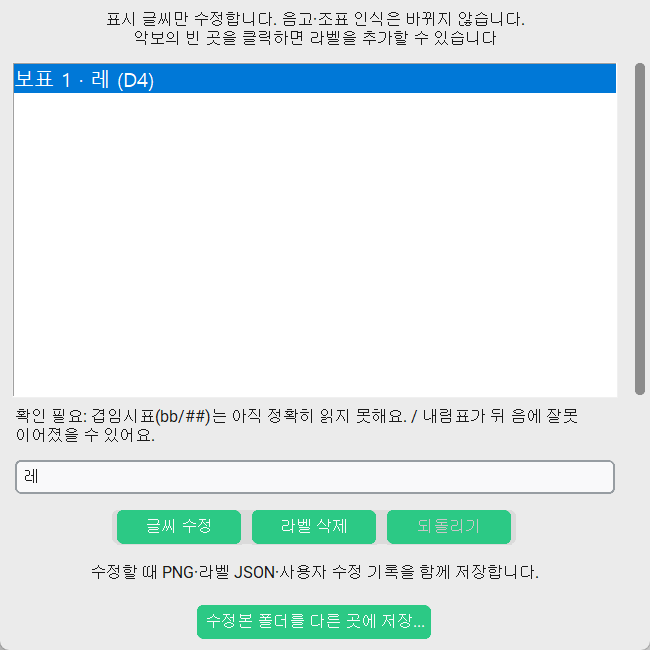 표시 글씨만 수정합니다. 음고·조표 인식은 바뀌지 않습니다.
악보의 빈 곳을 클릭하면 라벨을 추가할 수 있습니다
보표 1 · 레 (D4)
확인 필요: 겹임시표(bb/##)는 아직 정확히 읽지 못해요. / 내림표가 뒤 음에 잘못
이어졌을 수 있어요.
레
글씨 수정
라벨 삭제
되돌리기
수정할 때 PNG·라벨 JSON·사용자 수정 기록을 함께 저장합니다.
수정본 폴더를 다른 곳에 저장...